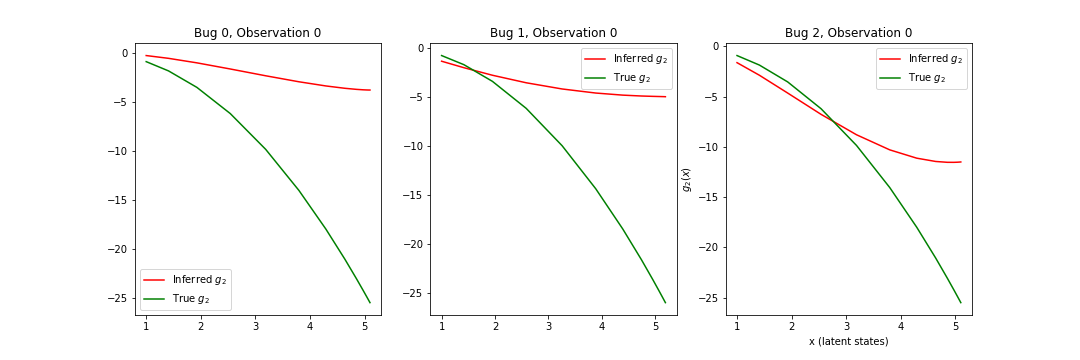 Bug 0, Observation 0
0
−5
−10
−15
−20
−25
1 2 3 4 5
Inferred g₂
True g₂
Bug 1, Observation 0
0
−5
−10
−15
−20
−25
1 2 3 4 5
Inferred g₂
True g₂
Bug 2, Observation 0
g₂(x)
0
−5
−10
−15
−20
−25
1 2 3 4 5
x (latent states)
Inferred g₂
True g₂